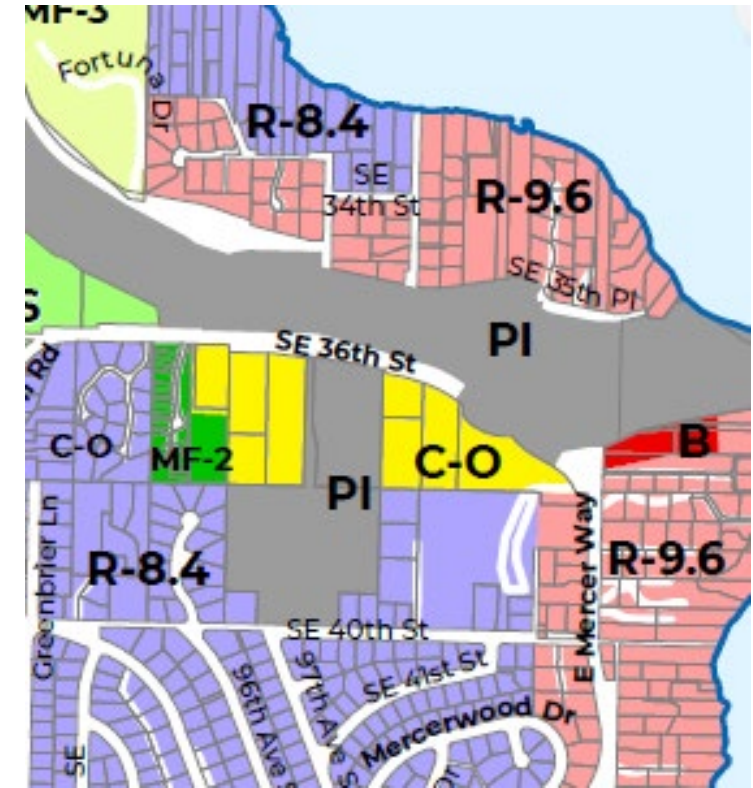 MF-3
Fortuna Dr
R-8.4
SE
34th St
R-9.6
SE 35th Pl
S
PI
SE 36th St
Rd
C-O
MF-2
PI
C-O
B
Greenbrier Ln
R-8.4
E Mercer Way
R-9.6
SE 40th St
96th Ave S
97th Ave S
SE 41st St
Mercerwood Dr
SE
Dr